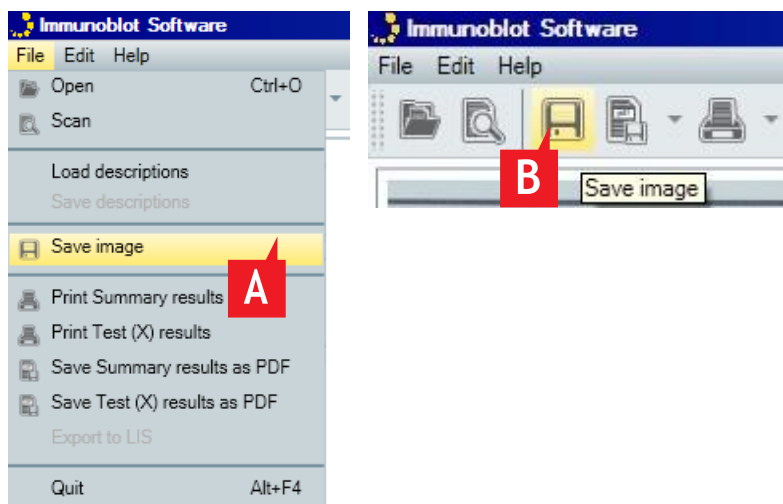 Immunoblot Software
File Edit Help
Open Ctrl+O
Scan
Load descriptions
Save descriptions
Save image
A
Print Summary results
Print Test (X) results
Save Summary results as PDF
Save Test (X) results as PDF
Export to LIS
Quit Alt+F4
Immunoblot Software
File Edit Help
B
Save image